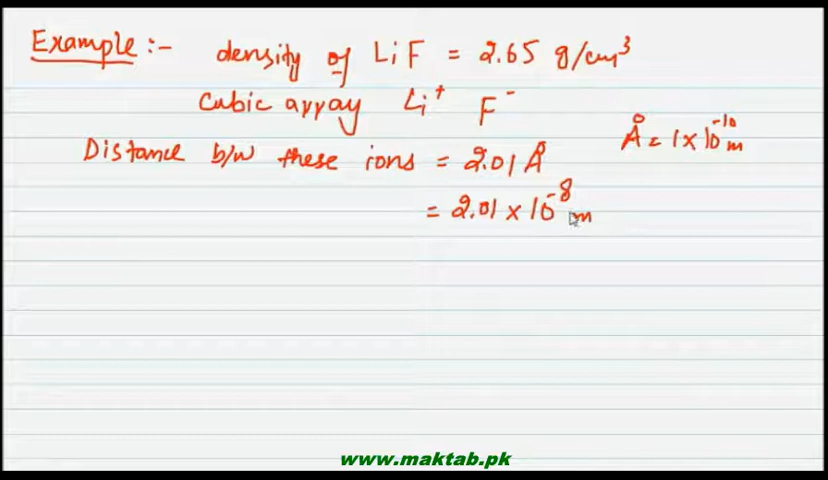 Example :- density of LiF = 2.65 g/cm³
Cubic array Li⁺ F⁻
Å = 1 × 10⁻¹⁰ m
Distance b/w these ions = 2.01 Å
= 2.01 × 10⁻⁸ m
www.maktab.pk